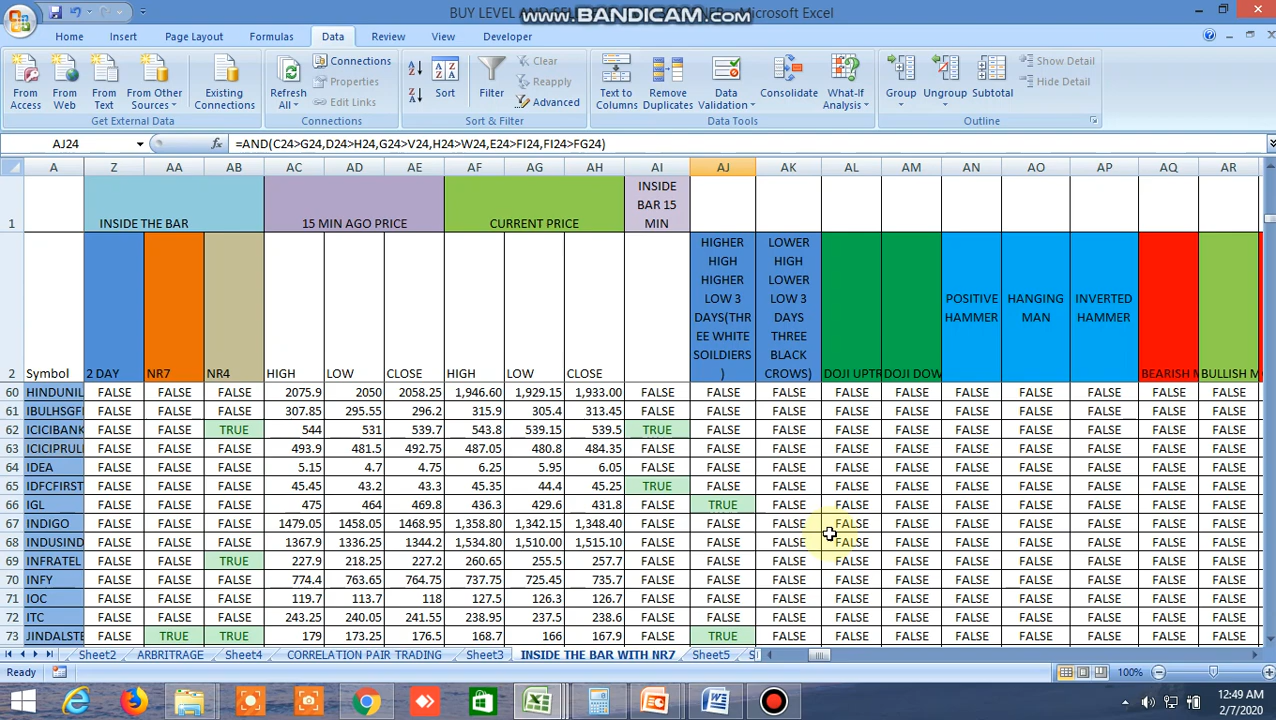 BUY LEVEL AND SE
www.BANDICAM.com
- Microsoft Excel
Home Insert Page Layout Formulas Data Review View Developer
From Access
From Web
From Text
From Other Sources
Existing Connections
Get External Data
Refresh All
Connections
Properties
Edit Links
Connections
Sort
Filter
Clear
Reapply
Advanced
Sort & Filter
Text to Columns
Remove Duplicates
Data Validation
Consolidate
What-If Analysis
Data Tools
Group
Ungroup
Subtotal
Show Detail
Hide Detail
Outline
AJ24 fx =AND(C24>G24,D24>H24,G24>V24,H24>W24,E24>FI24,FI24>FG24)
A Z AA AB AC AD AE AF AG AH AI AJ AK AL AM AN AO AP AQ AR
1 INSIDE THE BAR 15 MIN AGO PRICE CURRENT PRICE INSIDE BAR 15 MIN
2 Symbol 2 DAY NR7 NR4 HIGH LOW CLOSE HIGH LOW CLOSE
HIGHER HIGH HIGHER LOW 3 DAYS(THREE WHITE SOILDIERS)
LOWER HIGH LOWER LOW 3 DAYS THREE BLACK CROWS)
DOJI UPTR DOJI DOW POSITIVE HAMMER HANGING MAN INVERTED HAMMER BEARISH M BULLISH M
60 HINDUNIL FALSE FALSE FALSE 2075.9 2050 2058.25 1,946.60 1,929.15 1,933.00 FALSE FALSE FALSE FALSE FALSE FALSE FALSE FALSE FALSE FALSE
61 IBULHSGF FALSE FALSE FALSE 307.85 295.55 296.2 315.9 305.4 313.45 FALSE FALSE FALSE FALSE FALSE FALSE FALSE FALSE FALSE FALSE
62 ICICIBANK FALSE FALSE TRUE 544 531 539.7 543.8 539.15 539.5 TRUE FALSE FALSE FALSE FALSE FALSE FALSE FALSE FALSE FALSE
63 ICICIPRUL FALSE FALSE FALSE 493.9 481.5 492.75 487.05 480.8 484.35 FALSE FALSE FALSE FALSE FALSE FALSE FALSE FALSE FALSE FALSE
64 IDEA FALSE FALSE FALSE 5.15 4.7 4.75 6.25 5.95 6.05 FALSE FALSE FALSE FALSE FALSE FALSE FALSE FALSE FALSE FALSE
65 IDFCFIRST FALSE FALSE FALSE 45.45 43.2 43.3 45.35 44.4 45.25 TRUE FALSE FALSE FALSE FALSE FALSE FALSE FALSE FALSE FALSE
66 IGL FALSE FALSE FALSE 475 464 469.8 436.4 429.6 431.8 FALSE TRUE FALSE FALSE FALSE FALSE FALSE FALSE FALSE FALSE
67 INDIGO FALSE FALSE FALSE 1479.05 1458.05 1468.95 1,358.80 1,342.15 1,348.40 FALSE FALSE FALSE FALSE FALSE FALSE FALSE FALSE FALSE FALSE
68 INDUSIND FALSE FALSE FALSE 1367.9 1336.25 1344.2 1,534.80 1,510.00 1,515.10 FALSE FALSE FALSE FALSE FALSE FALSE FALSE FALSE FALSE FALSE
69 INFRATEL FALSE FALSE TRUE 227.9 218.25 227.2 260.65 255.5 257.7 FALSE FALSE FALSE FALSE FALSE FALSE FALSE FALSE FALSE FALSE
70 INFY FALSE FALSE FALSE 774.4 763.65 764.75 737.75 725.45 735.7 FALSE FALSE FALSE FALSE FALSE FALSE FALSE FALSE FALSE FALSE
71 IOC FALSE FALSE FALSE 119.7 113.7 118 127.5 126.3 126.7 FALSE FALSE FALSE FALSE FALSE FALSE FALSE FALSE FALSE FALSE
72 ITC FALSE FALSE FALSE 243.25 240.05 241.55 238.95 237.5 238.6 FALSE FALSE FALSE FALSE FALSE FALSE FALSE FALSE FALSE FALSE
73 JINDALSTE FALSE TRUE TRUE 179 173.25 176.5 168.7 166 167.9 FALSE TRUE FALSE FALSE FALSE FALSE FALSE FALSE FALSE FALSE
Sheet2 ARBITRAGE Sheet4 CORRELATION PAIR TRADING Sheet3 INSIDE THE BAR WITH NR7 Sheet5 S
Ready 100%
12:49 AM
2/7/2020